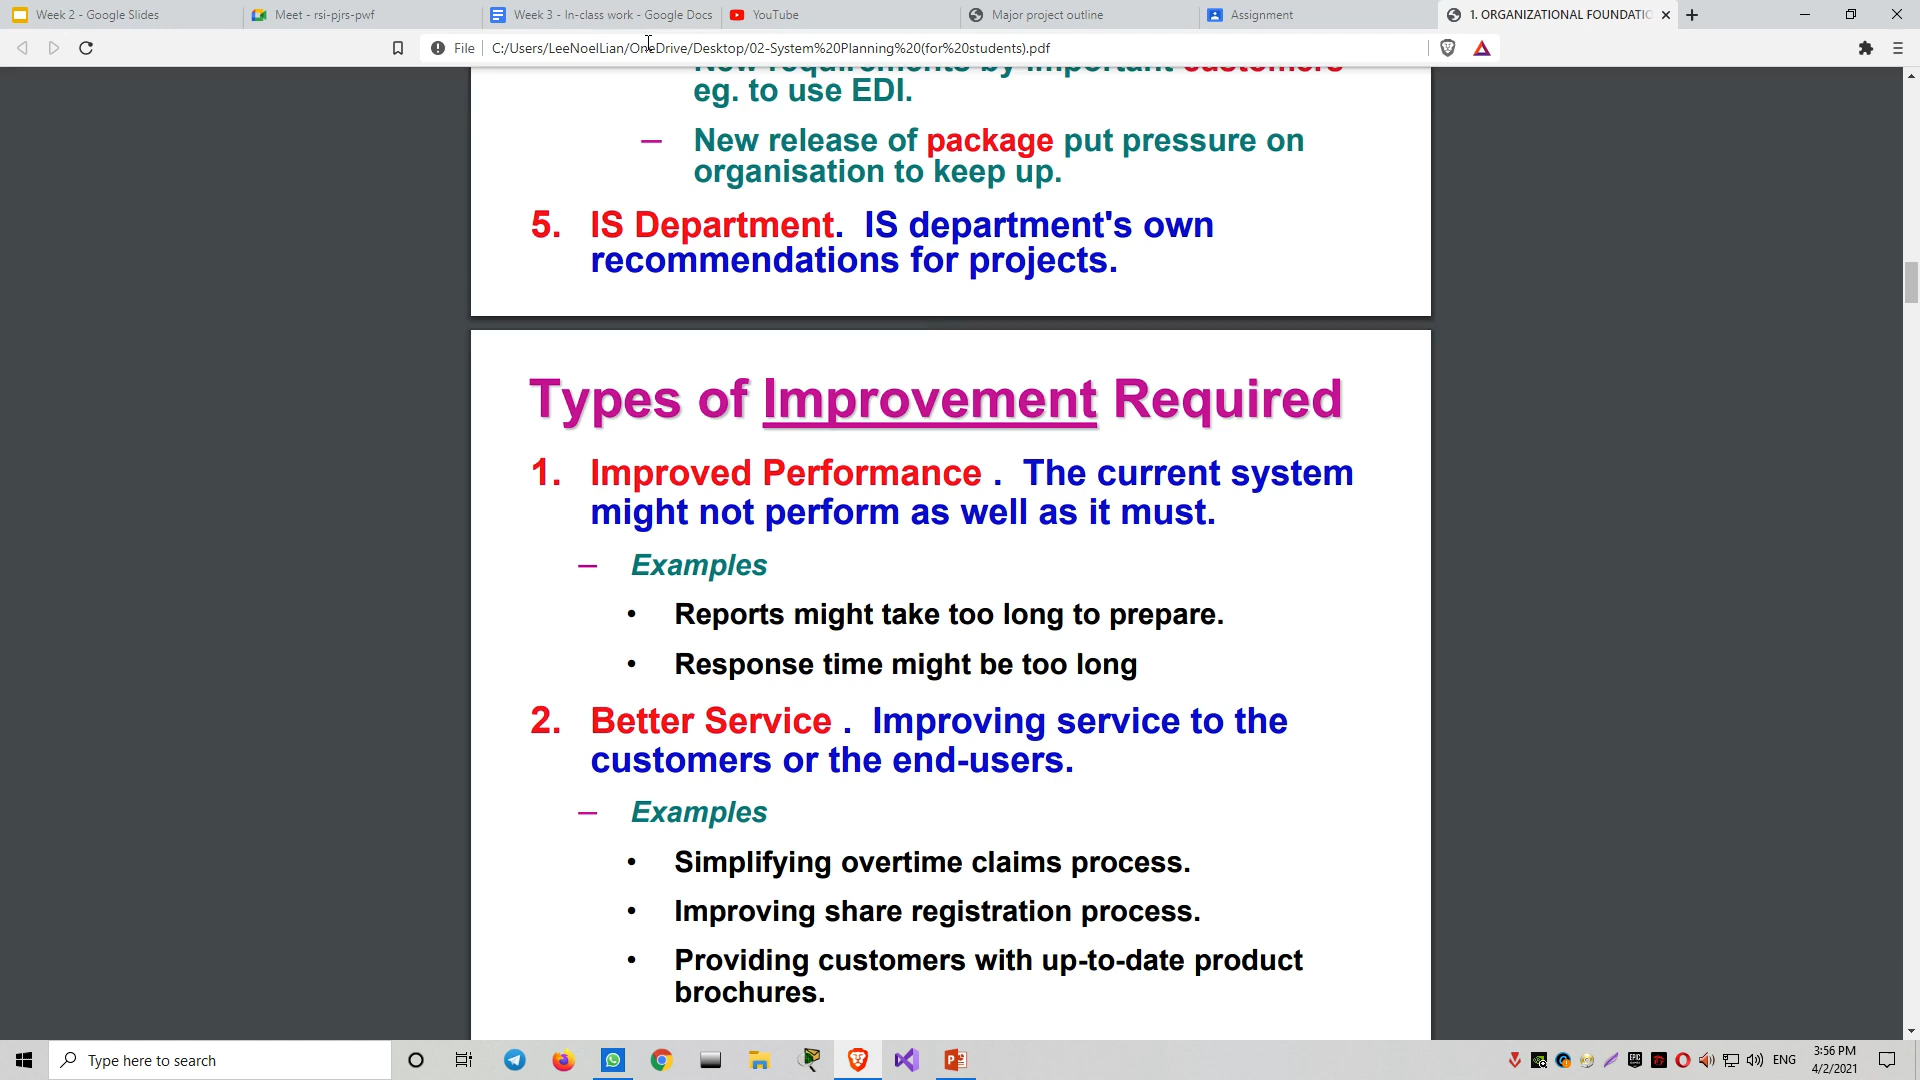 Week 2 - Google Slides
Meet - rsi-pjrs-pwf
Week 3 - In-class work - Google Docs
YouTube
Major project outline
Assignment
1. ORGANIZATIONAL FOUNDATIO
File
C:/Users/LeeNoelLian/OneDrive/Desktop/02-System%20Planning%20(for%20students).pdf
New requirements by important customers
eg. to use EDI.
– New release of package put pressure on
organisation to keep up.
5. IS Department. IS department's own
recommendations for projects.
Types of Improvement Required
1. Improved Performance . The current system
might not perform as well as it must.
– Examples
• Reports might take too long to prepare.
• Response time might be too long
2. Better Service . Improving service to the
customers or the end-users.
– Examples
• Simplifying overtime claims process.
• Improving share registration process.
• Providing customers with up-to-date product
brochures.
Type here to search
ENG
3:56 PM
4/2/2021